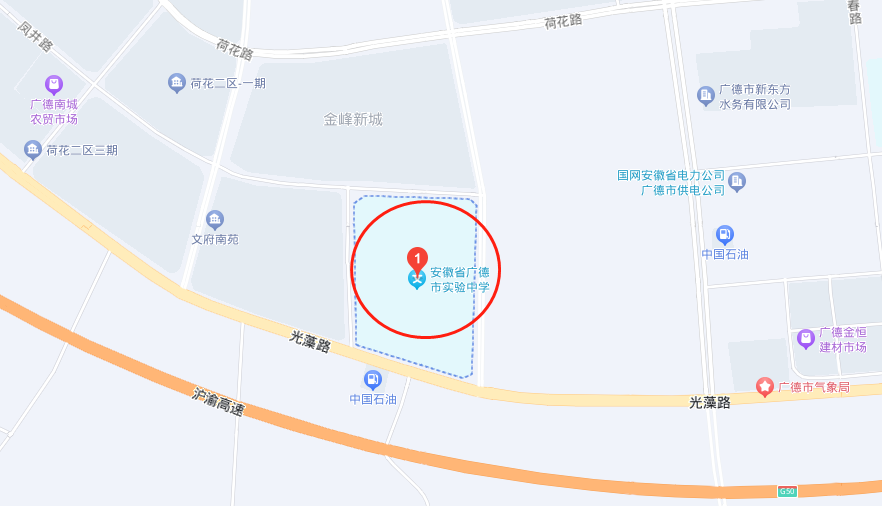 凤井路
荷花路
荷花路
春
路
广德南城
农贸市场
荷花二区-一期
金峰新城
广德市新东方
水务有限公司
荷花二区三期
国网安徽省电力公司
广德市供电公司
文府南苑
中国石油
1
安徽省广德
市实验中学
光藻路
广德金恒
建材市场
中国石油
广德市气象局
沪渝高速
光藻路
G50